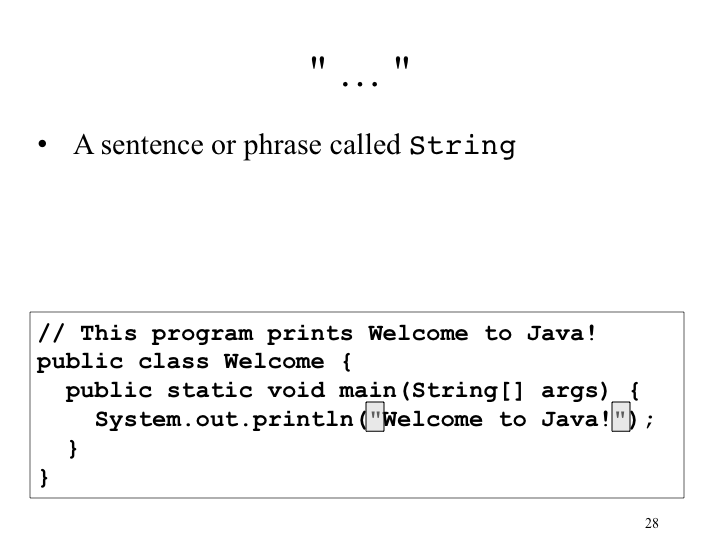 " … "
• A sentence or phrase called String
// This program prints Welcome to Java!
public class Welcome {
  public static void main(String[] args) {
    System.out.println("Welcome to Java!");
  }
}
28